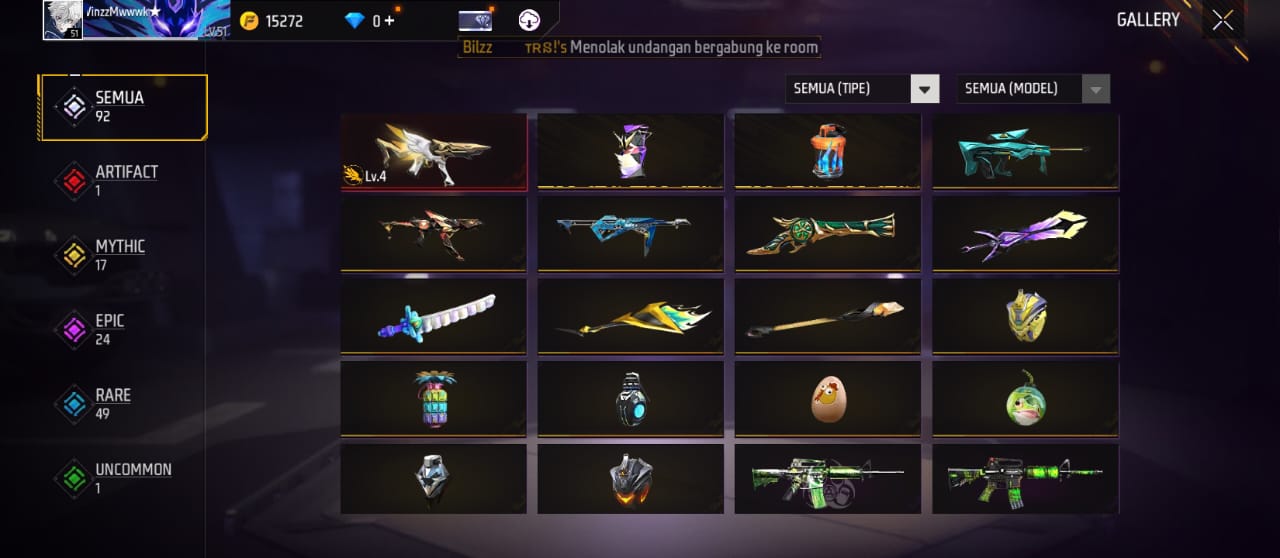 VinzzMwwwk★
51
LV.51
15272
0 +
GALLERY
Bilzz TRS!'s Menolak undangan bergabung ke room
SEMUA (TIPE)
SEMUA (MODEL)
SEMUA
92
ARTIFACT
1
MYTHIC
17
EPIC
24
RARE
49
UNCOMMON
1
Lv.4